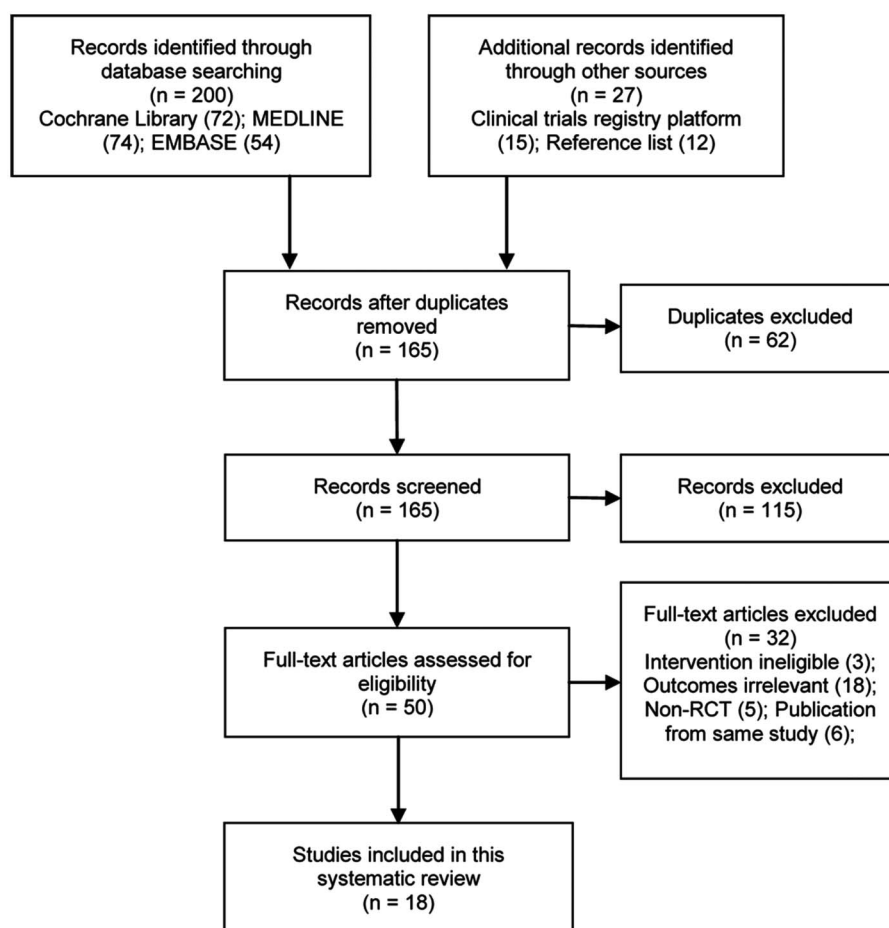 Records identified through
database searching
(n = 200)
Cochrane Library (72); MEDLINE
(74); EMBASE (54)
Additional records identified
through other sources
(n = 27)
Clinical trials registry platform
(15); Reference list (12)
Records after duplicates
removed
(n = 165)
Duplicates excluded
(n = 62)
Records screened
(n = 165)
Records excluded
(n = 115)
Full-text articles assessed for
eligibility
(n = 50)
Full-text articles excluded
(n = 32)
Intervention ineligible (3);
Outcomes irrelevant (18);
Non-RCT (5); Publication
from same study (6);
Studies included in this
systematic review
(n = 18)